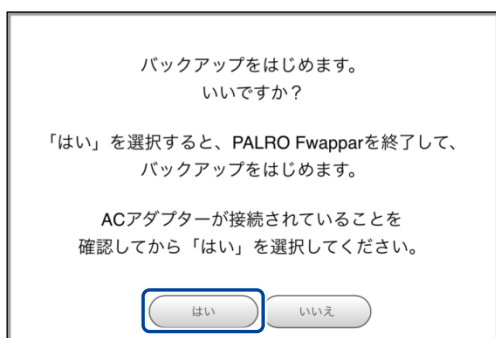 バックアップをはじめます。
いいですか？
「はい」を選択すると、PALRO Fwapparを終了して、
バックアップをはじめます。
ACアダプターが接続されていることを
確認してから「はい」を選択してください。
はい
いいえ